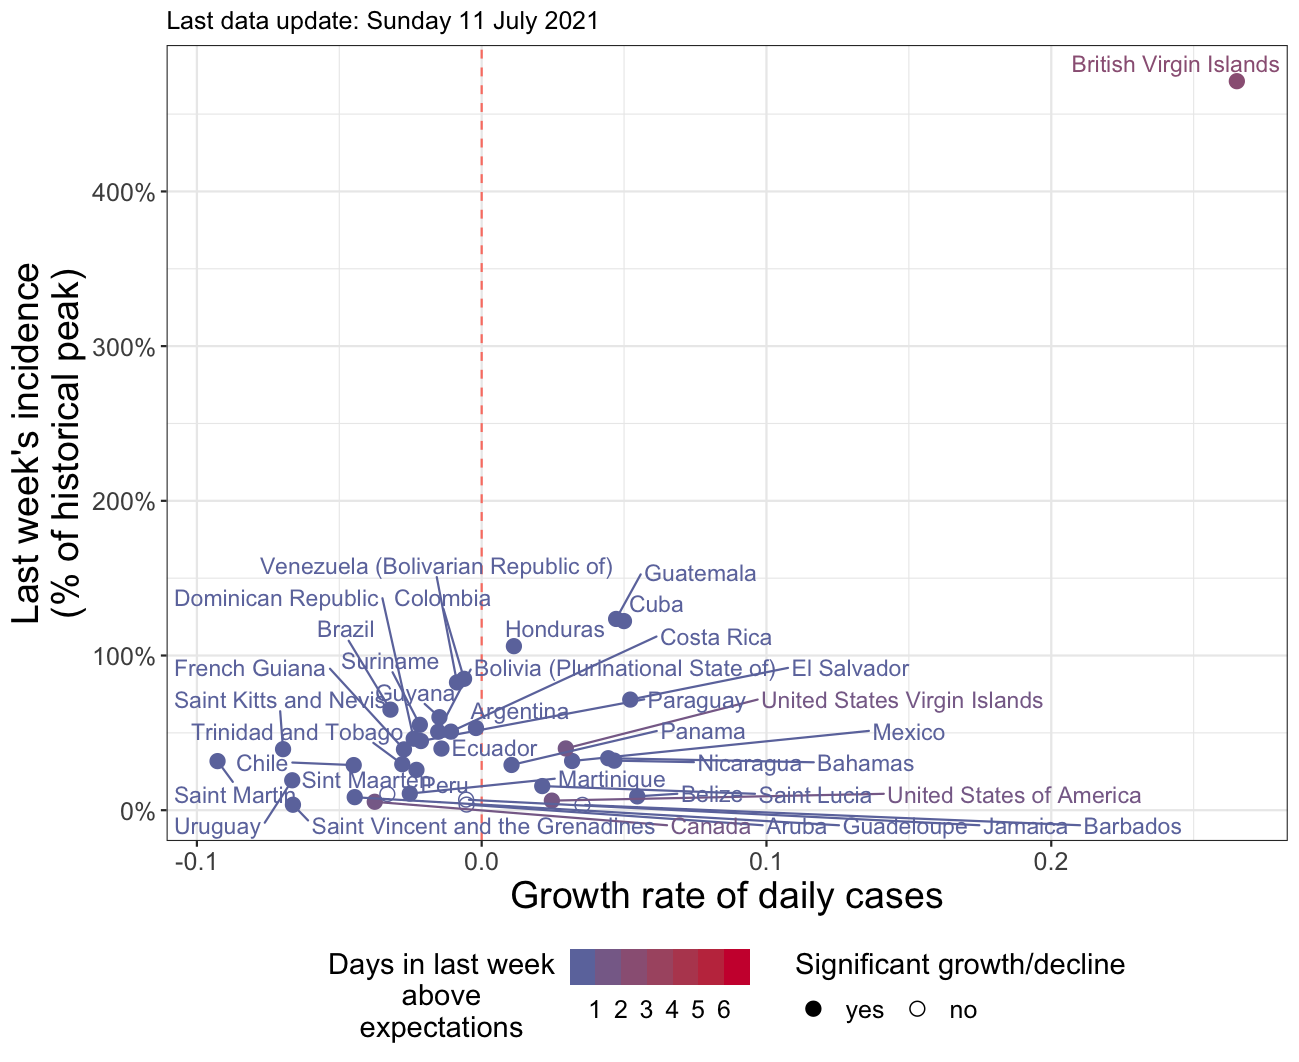 Last data update: Sunday 11 July 2021
British Virgin Islands
400%
300%
200%
100%
0%
Last week's incidence
(% of historical peak)
Venezuela (Bolivarian Republic of)
Guatemala
Dominican Republic
Colombia
Cuba
Brazil
Honduras
Costa Rica
French Guiana
Suriname
Bolivia (Plurinational State of)
El Salvador
Saint Kitts and Nevis
Guyana
Paraguay
United States Virgin Islands
Argentina
Trinidad and Tobago
Panama
Mexico
Ecuador
Chile
Nicaragua
Bahamas
Sint Maarten
Peru
Martinique
Saint Martin
Belize
Saint Lucia
United States of America
Uruguay
Saint Vincent and the Grenadines
Canada
Aruba
Guadeloupe
Jamaica
Barbados
-0.1
0.0
0.1
0.2
Growth rate of daily cases
Days in last week
above
expectations
1 2 3 4 5 6
Significant growth/decline
yes
no